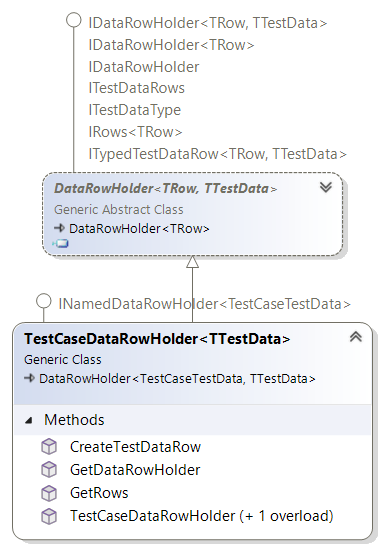 IDataRowHolder<TRow, TTestData>
IDataRowHolder<TRow>
IDataRowHolder
ITestDataRows
ITestDataType
IRows<TRow>
ITypedTestDataRow<TRow, TTestData>
DataRowHolder<TRow, TTestData>
Generic Abstract Class
DataRowHolder<TRow>
INamedDataRowHolder<TestCaseTestData>
TestCaseDataRowHolder<TTestData>
Generic Class
DataRowHolder<TestCaseTestData, TTestData>
Methods
CreateTestDataRow
GetDataRowHolder
GetRows
TestCaseDataRowHolder (+ 1 overload)